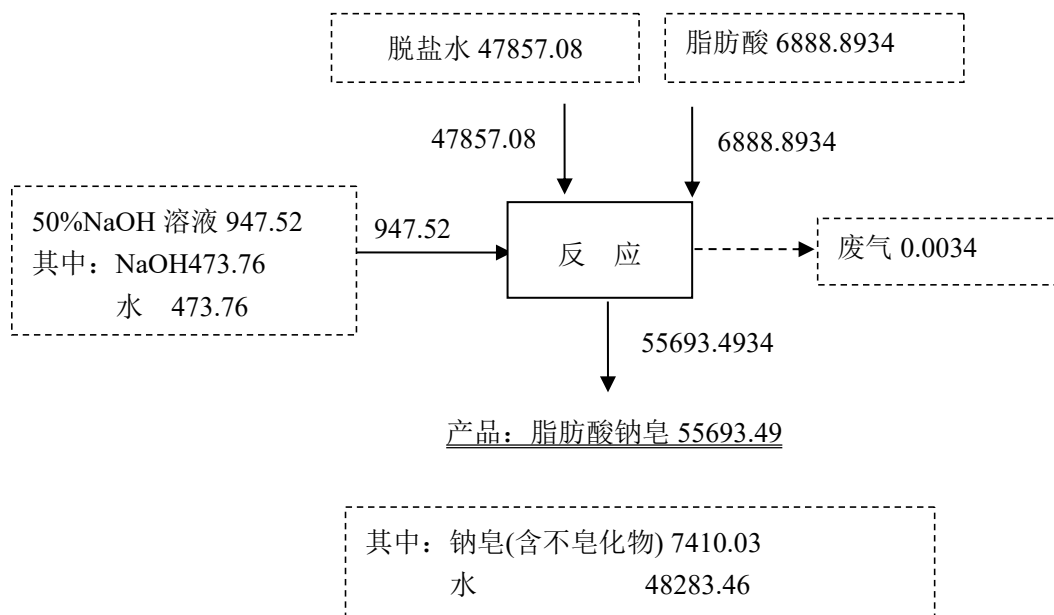 脱盐水 47857.08
脂肪酸 6888.8934
47857.08
6888.8934
50%NaOH 溶液 947.52
其中：NaOH473.76
水 473.76
947.52
反 应
废气 0.0034
55693.4934
产品：脂肪酸钠皂 55693.49
其中：钠皂(含不皂化物) 7410.03
水 48283.46